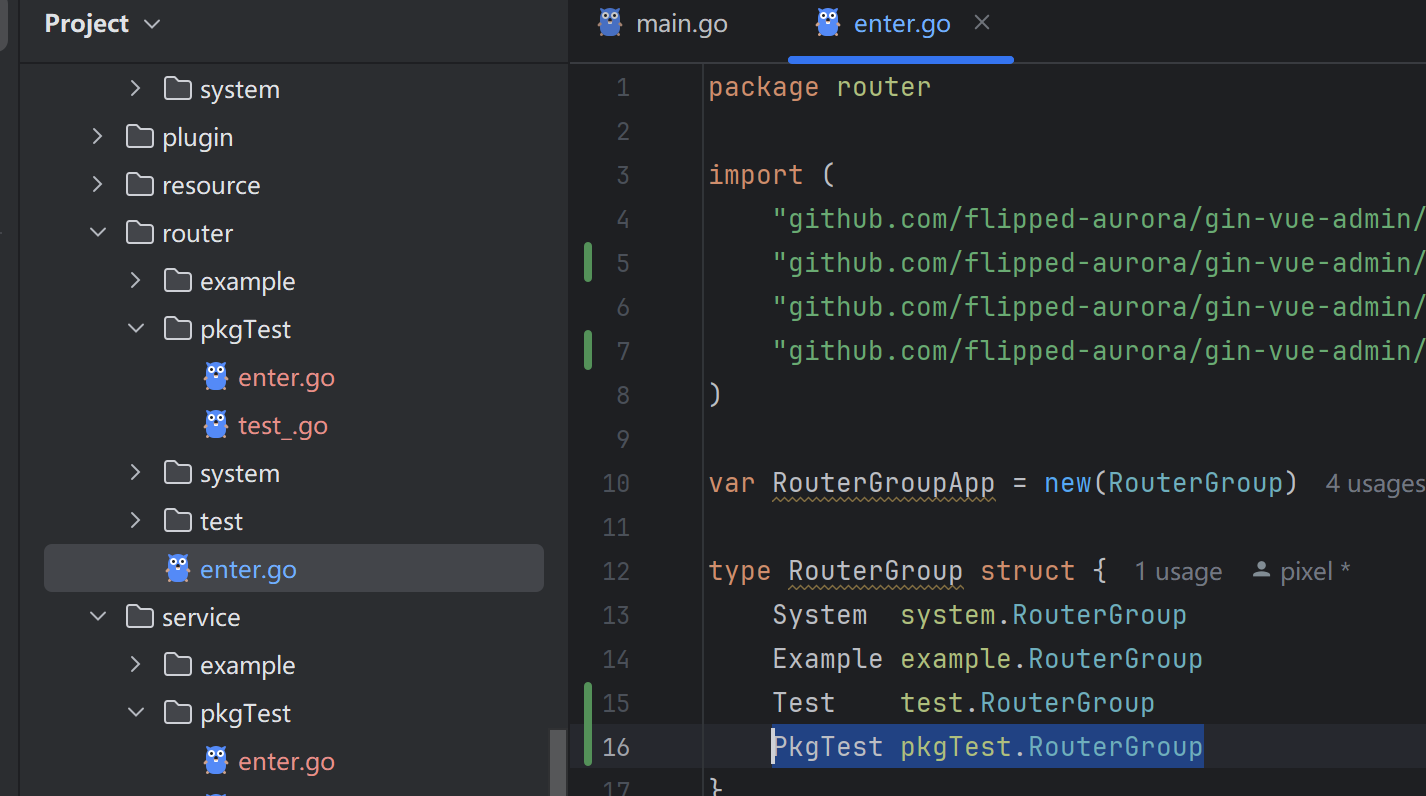 Project
system
plugin
resource
router
example
pkgTest
enter.go
test_.go
system
test
enter.go
service
example
pkgTest
enter.go
main.go
enter.go
1 package router
2
3 import (
4 "github.com/flipped-aurora/gin-vue-admin/
5 "github.com/flipped-aurora/gin-vue-admin/
6 "github.com/flipped-aurora/gin-vue-admin/
7 "github.com/flipped-aurora/gin-vue-admin/
8 )
9
10 var RouterGroupApp = new(RouterGroup) 4 usages
11
12 type RouterGroup struct { 1 usage pixel *
13 System system.RouterGroup
14 Example example.RouterGroup
15 Test test.RouterGroup
16 PkgTest pkgTest.RouterGroup
17 }